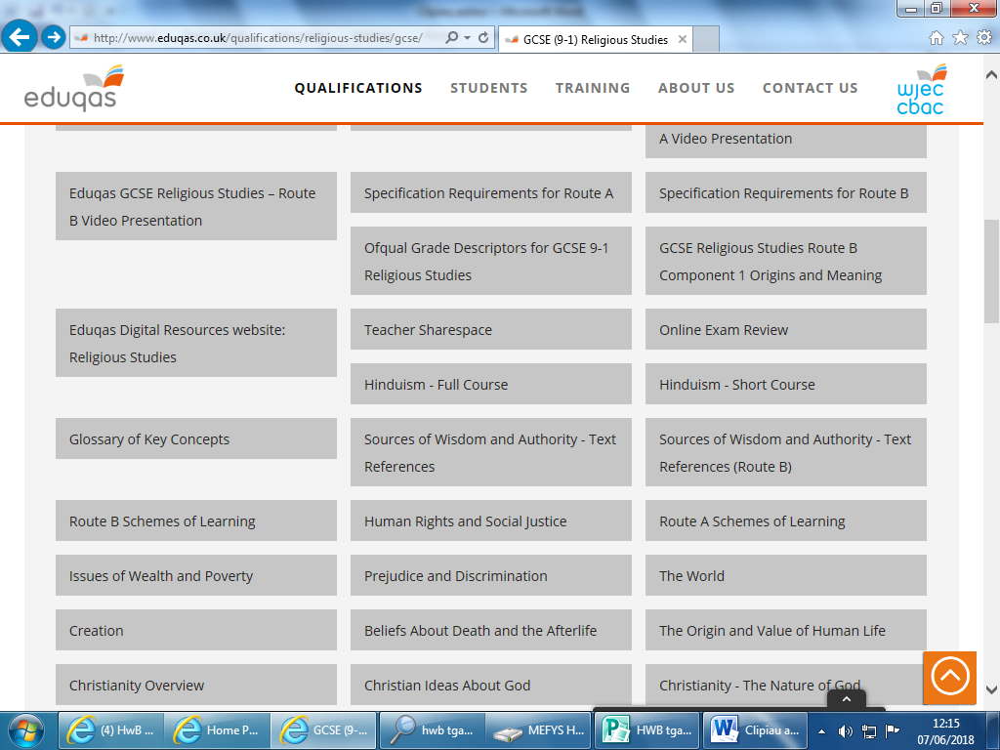 http://www.eduqas.co.uk/qualifications/religious-studies/gcse/
GCSE (9-1) Religious Studies
eduqas
QUALIFICATIONS
STUDENTS
TRAINING
ABOUT US
CONTACT US
wjec
cbac
A Video Presentation
Eduqas GCSE Religious Studies – Route
B Video Presentation
Specification Requirements for Route A
Specification Requirements for Route B
Ofqual Grade Descriptors for GCSE 9-1
Religious Studies
GCSE Religious Studies Route B
Component 1 Origins and Meaning
Eduqas Digital Resources website:
Religious Studies
Teacher Sharespace
Online Exam Review
Hinduism - Full Course
Hinduism - Short Course
Glossary of Key Concepts
Sources of Wisdom and Authority - Text
References
Sources of Wisdom and Authority - Text
References (Route B)
Route B Schemes of Learning
Human Rights and Social Justice
Route A Schemes of Learning
Issues of Wealth and Poverty
Prejudice and Discrimination
The World
Creation
Beliefs About Death and the Afterlife
The Origin and Value of Human Life
Christianity Overview
Christian Ideas About God
Christianity - The Nature of God
(4) HwB ...
Home P...
GCSE (9-...
hwb tga...
MEFYS H...
HWB tga...
Clipiau a...
12:15
07/06/2018